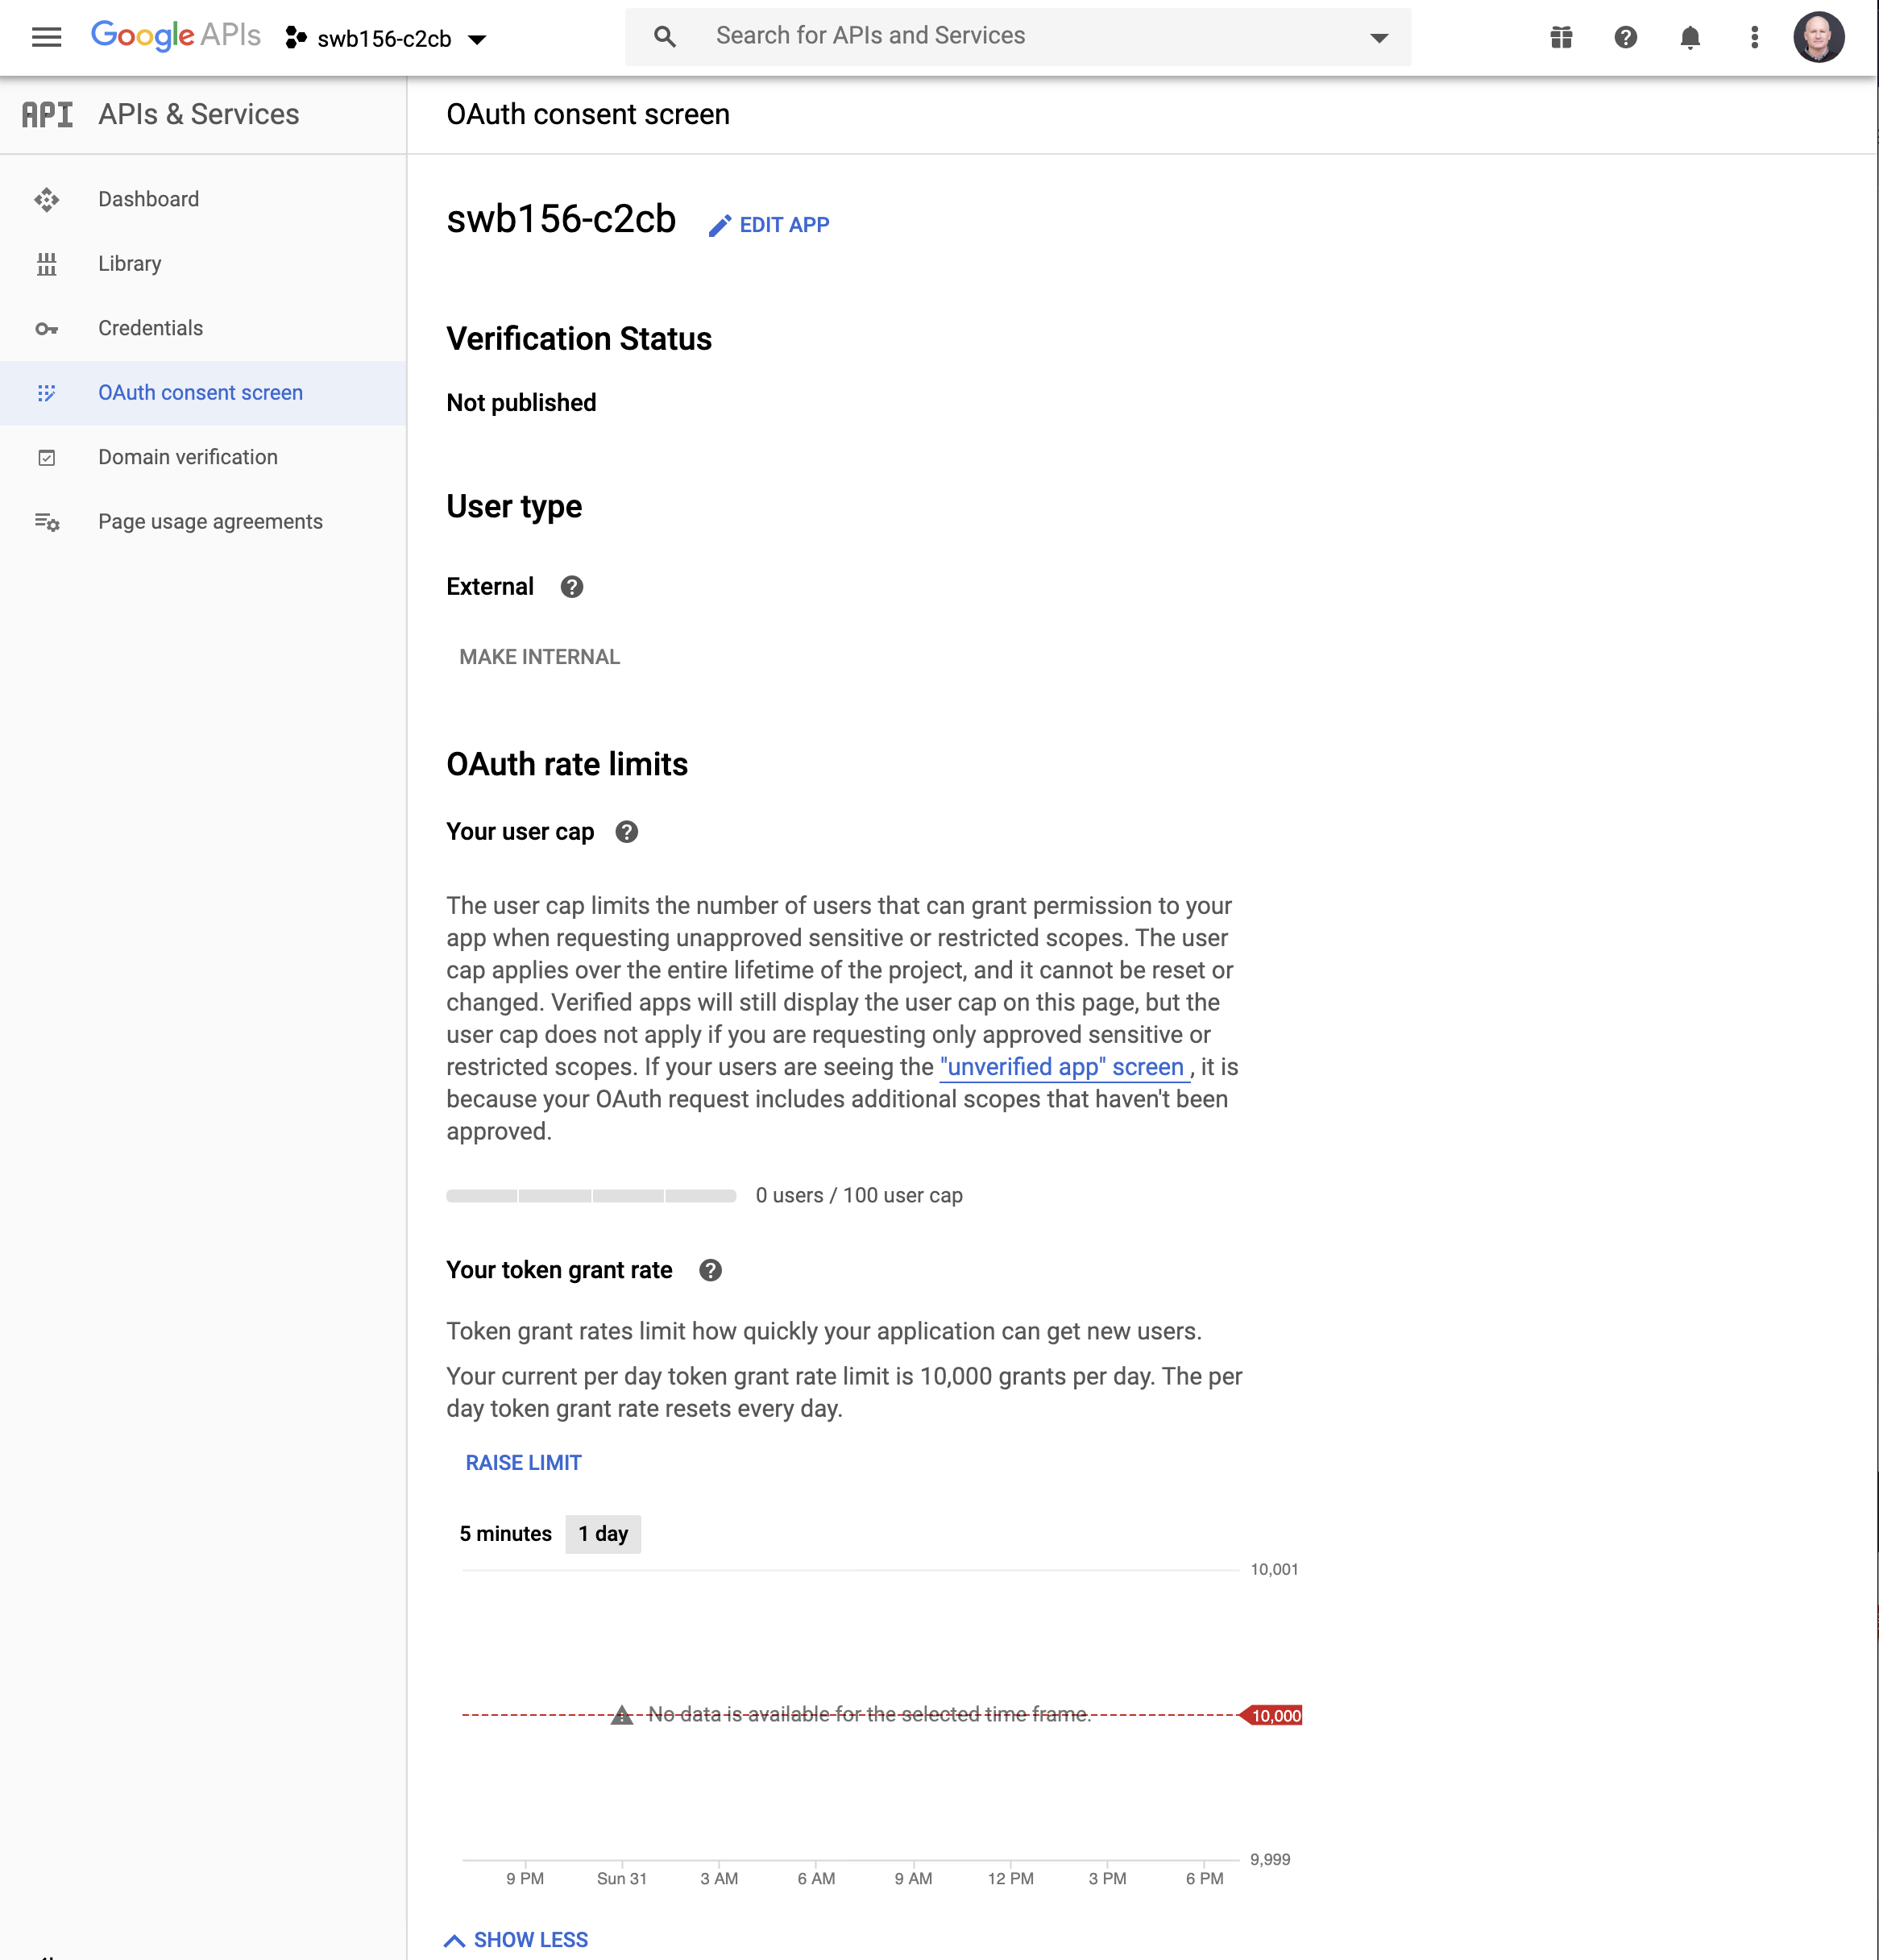 Google APIs
swb156-c2cb
Search for APIs and Services
API APIs & Services
OAuth consent screen
Dashboard
Library
Credentials
OAuth consent screen
Domain verification
Page usage agreements
swb156-c2cb
EDIT APP
Verification Status
Not published
User type
External
MAKE INTERNAL
OAuth rate limits
Your user cap
The user cap limits the number of users that can grant permission to your
app when requesting unapproved sensitive or restricted scopes. The user
cap applies over the entire lifetime of the project, and it cannot be reset or
changed. Verified apps will still display the user cap on this page, but the
user cap does not apply if you are requesting only approved sensitive or
restricted scopes. If your users are seeing the "unverified app" screen , it is
because your OAuth request includes additional scopes that haven't been
approved.
0 users / 100 user cap
Your token grant rate
Token grant rates limit how quickly your application can get new users.
Your current per day token grant rate limit is 10,000 grants per day. The per
day token grant rate resets every day.
RAISE LIMIT
5 minutes 1 day
10,001
No data is available for the selected time frame.
10,000
9,999
9 PM Sun 31 3 AM 6 AM 9 AM 12 PM 3 PM 6 PM
SHOW LESS